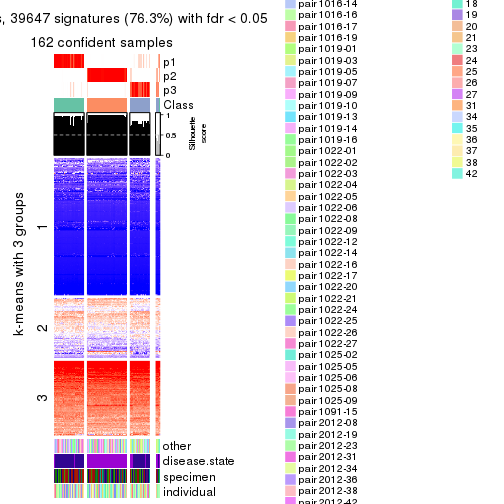 s, 39647 signatures (76.3%) with fdr < 0.05
162 confident samples
p1
p2
p3
Class
1
0.5
0
Silhouette
score
k-means with 3 groups
1
2
3
other
disease.state
specimen
individual
pair1016-14
pair1016-16
pair1016-17
pair1016-19
pair1019-01
pair1019-03
pair1019-05
pair1019-07
pair1019-09
pair1019-10
pair1019-13
pair1019-14
pair1019-16
pair1022-01
pair1022-02
pair1022-03
pair1022-04
pair1022-05
pair1022-06
pair1022-08
pair1022-09
pair1022-12
pair1022-14
pair1022-16
pair1022-17
pair1022-20
pair1022-21
pair1022-24
pair1022-25
pair1022-26
pair1022-27
pair1025-02
pair1025-05
pair1025-06
pair1025-08
pair1025-09
pair1091-15
pair2012-08
pair2012-19
pair2012-23
pair2012-31
pair2012-34
pair2012-36
pair2012-38
pair2012-42
18
19
20
21
23
24
25
26
27
31
34
35
36
37
38
42